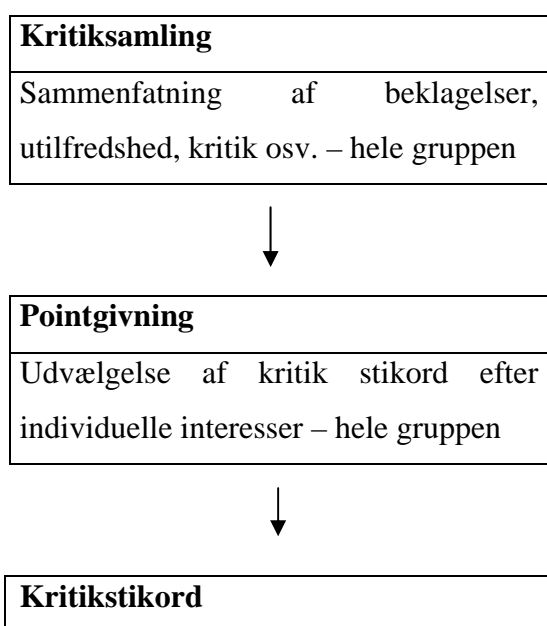 Kritiksamling
Sammenfatning af beklagelser,
utilfredshed, kritik osv. – hele gruppen
Pointgivning
Udvælgelse af kritik stikord efter
individuelle interesser – hele gruppen
Kritikstikord